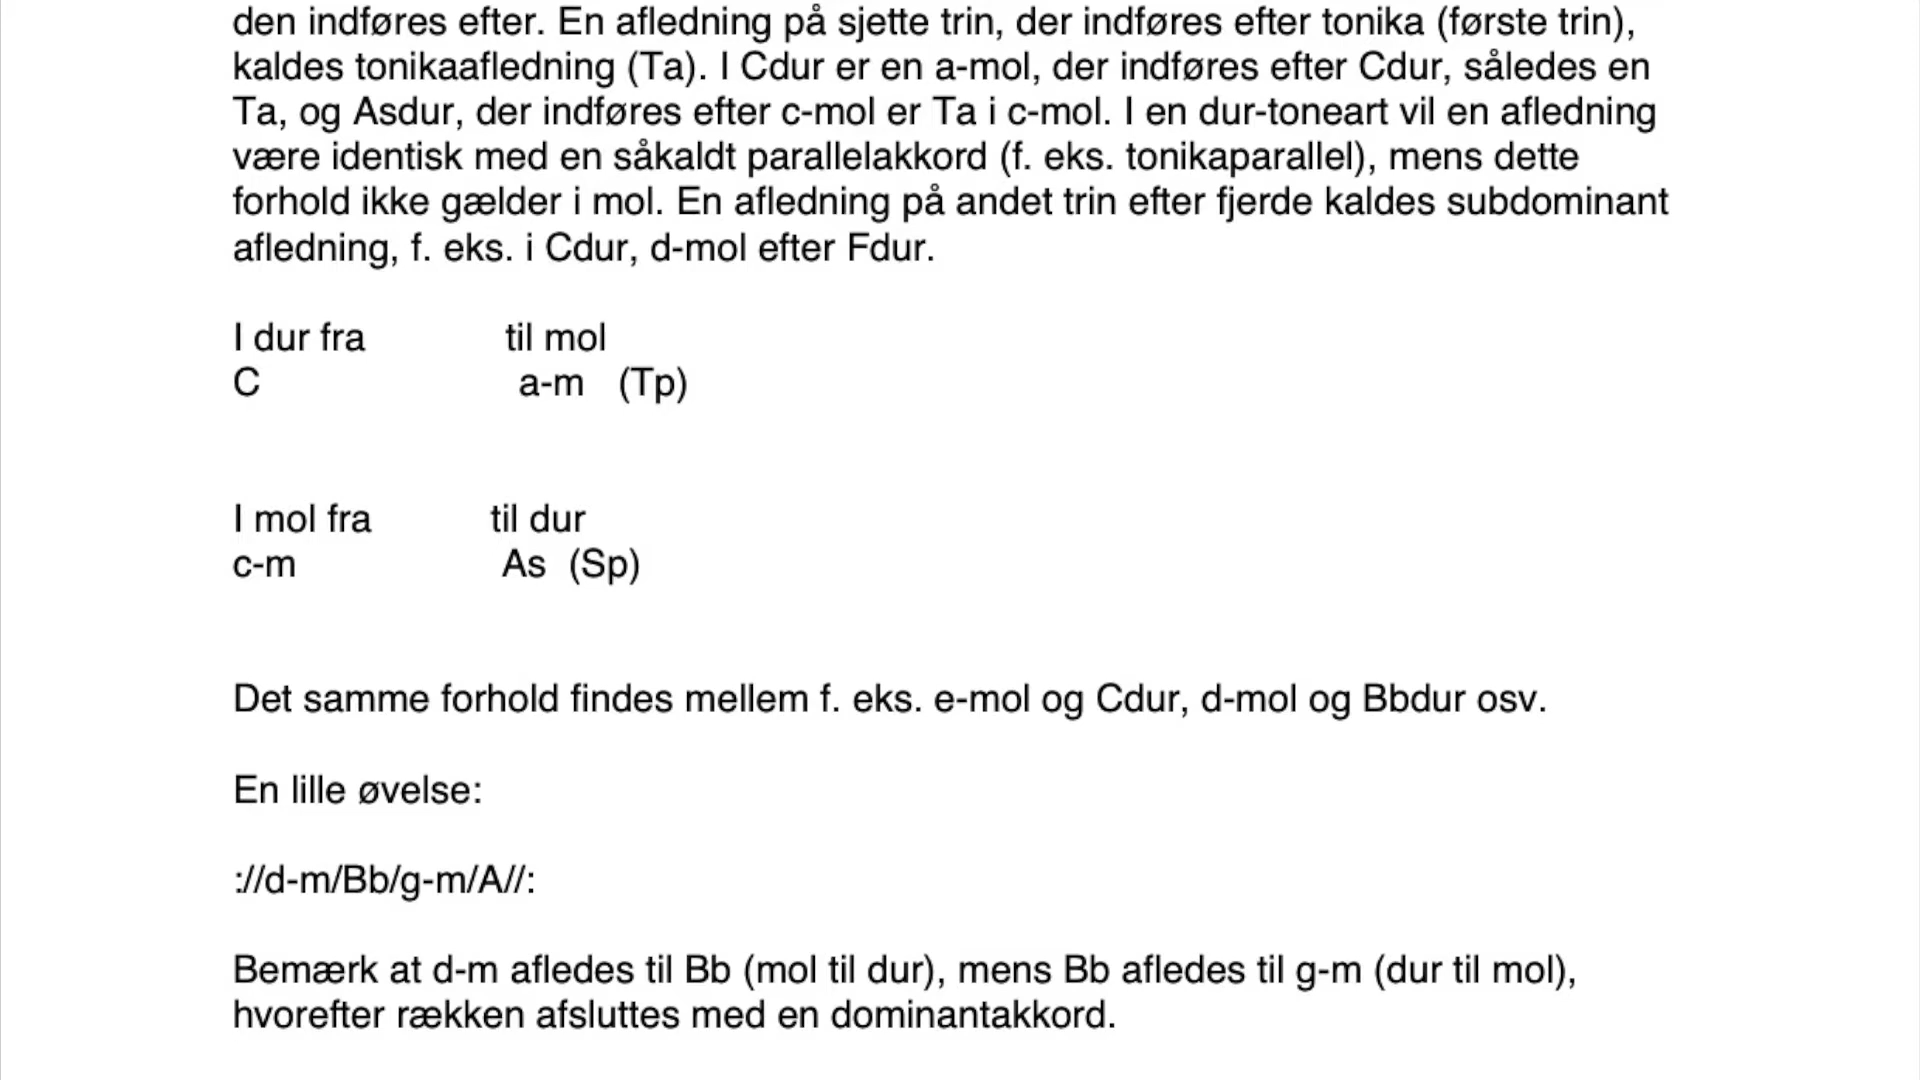 den indføres efter. En afledning på sjette trin, der indføres efter tonika (første trin),
kaldes tonikaafledning (Ta). I Cdur er en a-mol, der indføres efter Cdur, således en
Ta, og Asdur, der indføres efter c-mol er Ta i c-mol. I en dur-toneart vil en afledning
være identisk med en såkaldt parallelakkord (f. eks. tonikaparallel), mens dette
forhold ikke gælder i mol. En afledning på andet trin efter fjerde kaldes subdominant
afledning, f. eks. i Cdur, d-mol efter Fdur.
I dur fra til mol
C a-m (Tp)
I mol fra til dur
c-m As (Sp)
Det samme forhold findes mellem f. eks. e-mol og Cdur, d-mol og Bbdur osv.
En lille øvelse:
://d-m/Bb/g-m/A//:
Bemærk at d-m afledes til Bb (mol til dur), mens Bb afledes til g-m (dur til mol),
hvorefter rækken afsluttes med en dominantakkord.